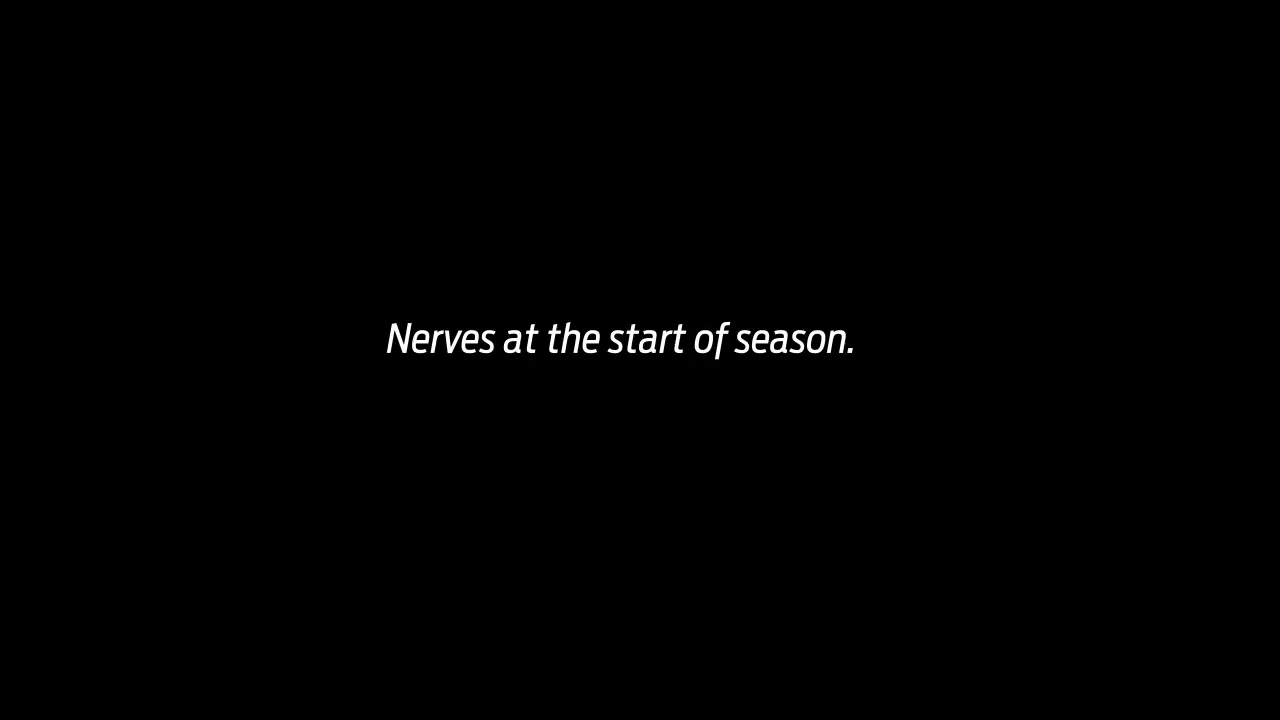 Nerves at the start of season.